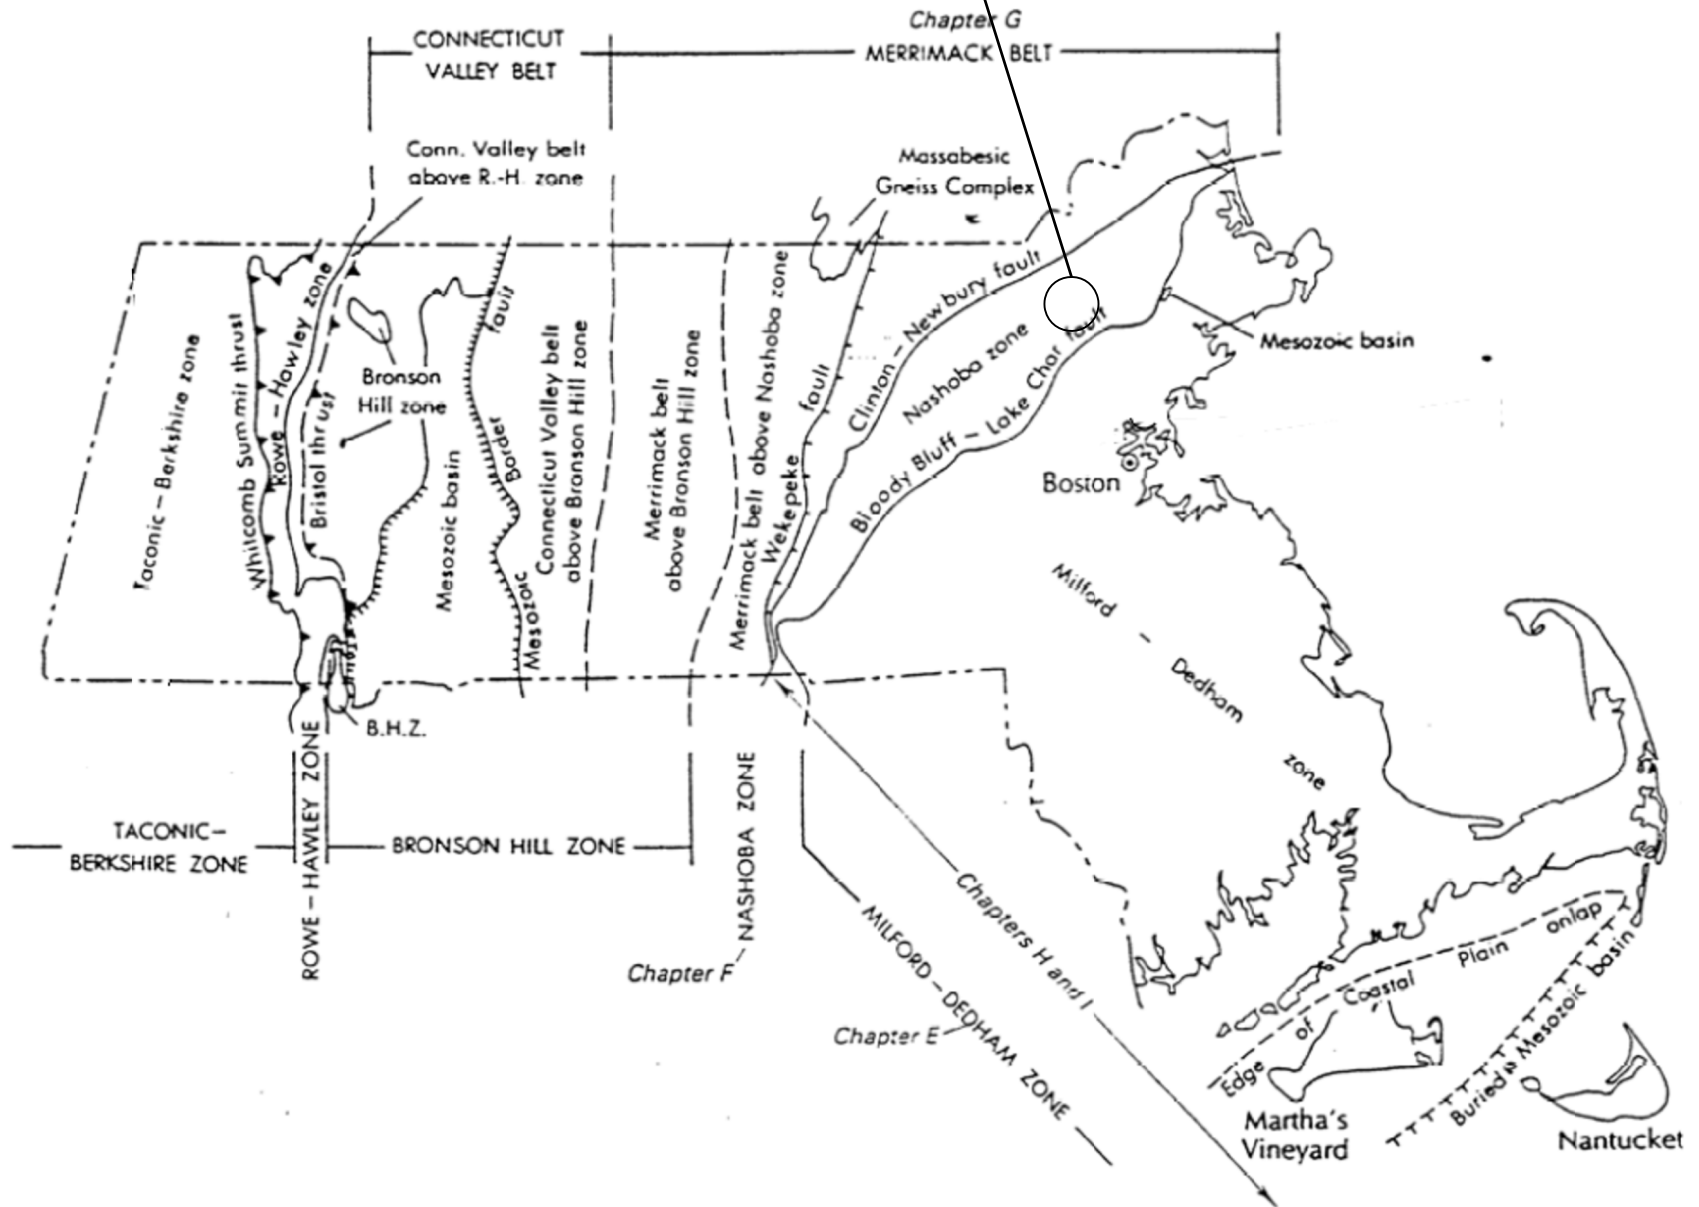 Chapter G
CONNECTICUT
VALLEY BELT
MERRIMACK BELT
Conn. Valley belt
above R.-H. zone
Massabesic
Gneiss Complex
Taconic-Berkshire zone
Whitcomb Summit thrust
Rowe-Hawley zone
Bristol thrust
Bronson
Hill zone
Mesozoic basin
Mesozoic Border fault
Connecticut Valley belt
above Bronson Hill zone
Merrimack belt
above Bronson Hill zone
Merrimack belt above Nashoba zone
Wekepeke fault
Clinton-Newbury fault
Nashoba zone
Bloody Bluff-Lake Char fault
Mesozoic basin
Boston
Milford
-
Dedham
zone
B.H.Z.
TACONIC-
BERKSHIRE ZONE
ROWE-HAWLEY ZONE
BRONSON HILL ZONE
NASHOBA ZONE
Chapter F
MILFORD-DEDHAM ZONE
Chapter E
Chapters H and I
Edge of Coastal Plain onlap
Buried Mesozoic basin
Martha's
Vineyard
Nantucket